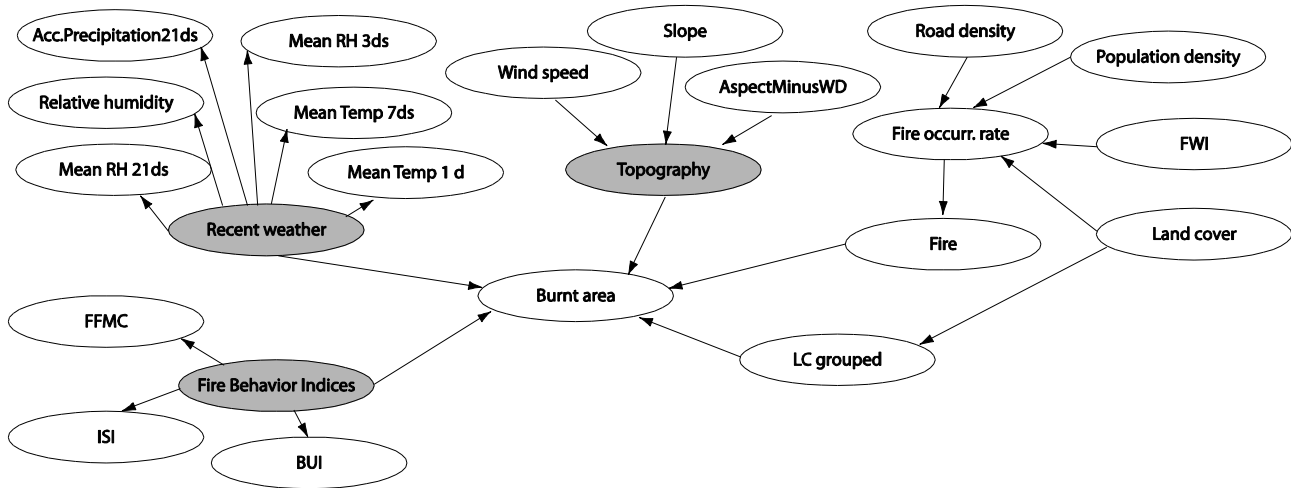 Acc.Precipitation21ds
Mean RH 3ds
Slope
Road density
Wind speed
Population density
Relative humidity
Mean Temp 7ds
AspectMinusWD
Fire occurr. rate
FWI
Mean RH 21ds
Mean Temp 1 d
Topography
Recent weather
Fire
Land cover
Burnt area
FFMC
LC grouped
Fire Behavior Indices
ISI
BUI